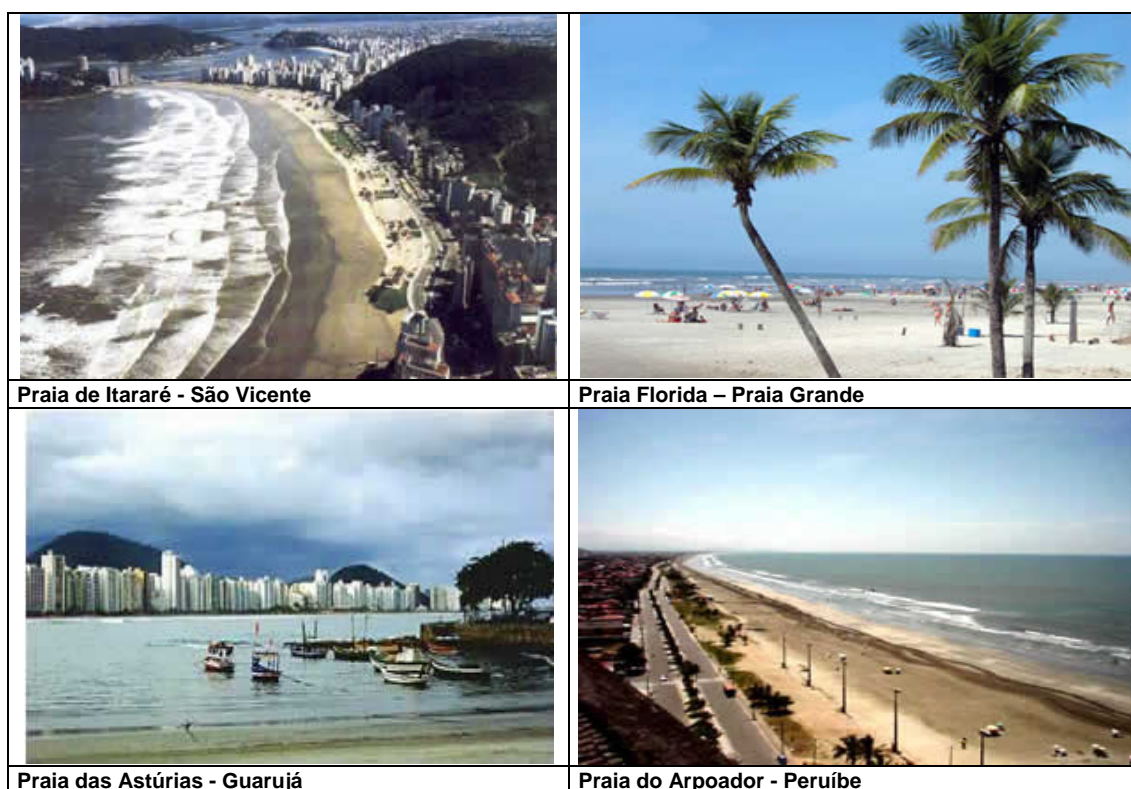 Praia de Itararé - São Vicente
Praia Florida – Praia Grande
Praia das Astúrias - Guarujá
Praia do Arpoador - Peruíbe